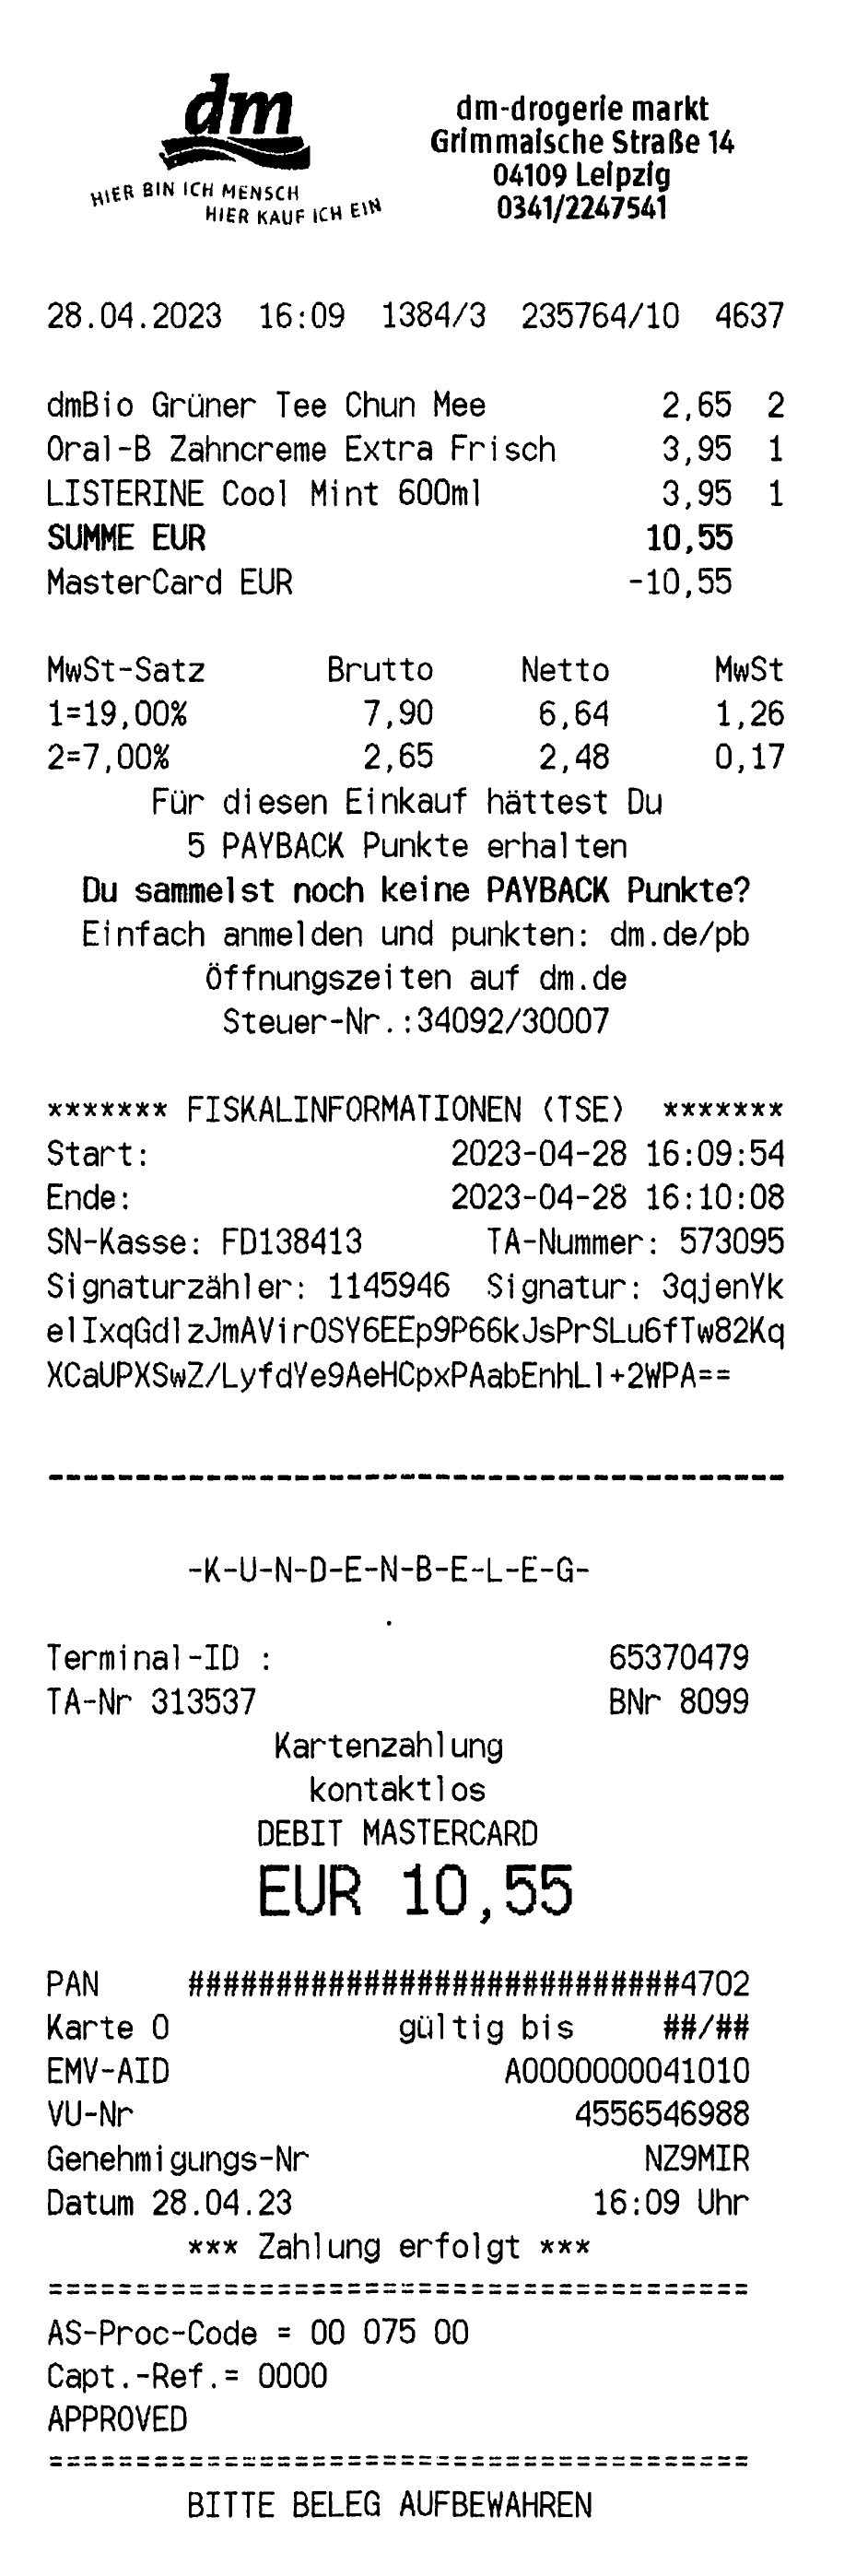 dm
HIER BIN ICH MENSCH
HIER KAUF ICH EIN
dm-drogerie markt
Grimmaische Straße 14
04109 Leipzig
0341/2247541
28.04.2023 16:09 1384/3 235764/10 4637
dmBio Grüner Tee Chun Mee 2,65 2
Oral-B Zahncreme Extra Frisch 3,95 1
LISTERINE Cool Mint 600ml 3,95 1
SUMME EUR 10,55
MasterCard EUR -10,55
MwSt-Satz Brutto Netto MwSt
1=19,00% 7,90 6,64 1,26
2=7,00% 2,65 2,48 0,17
Für diesen Einkauf hättest Du
5 PAYBACK Punkte erhalten
Du sammelst noch keine PAYBACK Punkte?
Einfach anmelden und punkten: dm.de/pb
Öffnungszeiten auf dm.de
Steuer-Nr.:34092/30007
******* FISKALINFORMATIONEN (TSE) *******
Start: 2023-04-28 16:09:54
Ende: 2023-04-28 16:10:08
SN-Kasse: FD138413 TA-Nummer: 573095
Signaturzähler: 1145946 Signatur: 3qjenYk
elIxqGdlzJmAVirOSY6EEp9P66kJsPrSLu6fTw82Kq
XCaUPXSwZ/LyfdYe9AeHCpxPAabEnhLl+2WPA==
------------------------------------------
-K-U-N-D-E-N-B-E-L-E-G-
Terminal-ID : 65370479
TA-Nr 313537 BNr 8099
Kartenzahlung
kontaktlos
DEBIT MASTERCARD
EUR 10,55
PAN ############################4702
Karte 0 gültig bis ##/##
EMV-AID A0000000041010
VU-Nr 4556546988
Genehmigungs-Nr NZ9MIR
Datum 28.04.23 16:09 Uhr
*** Zahlung erfolgt ***
========================================
AS-Proc-Code = 00 075 00
Capt.-Ref.= 0000
APPROVED
========================================
BITTE BELEG AUFBEWAHREN